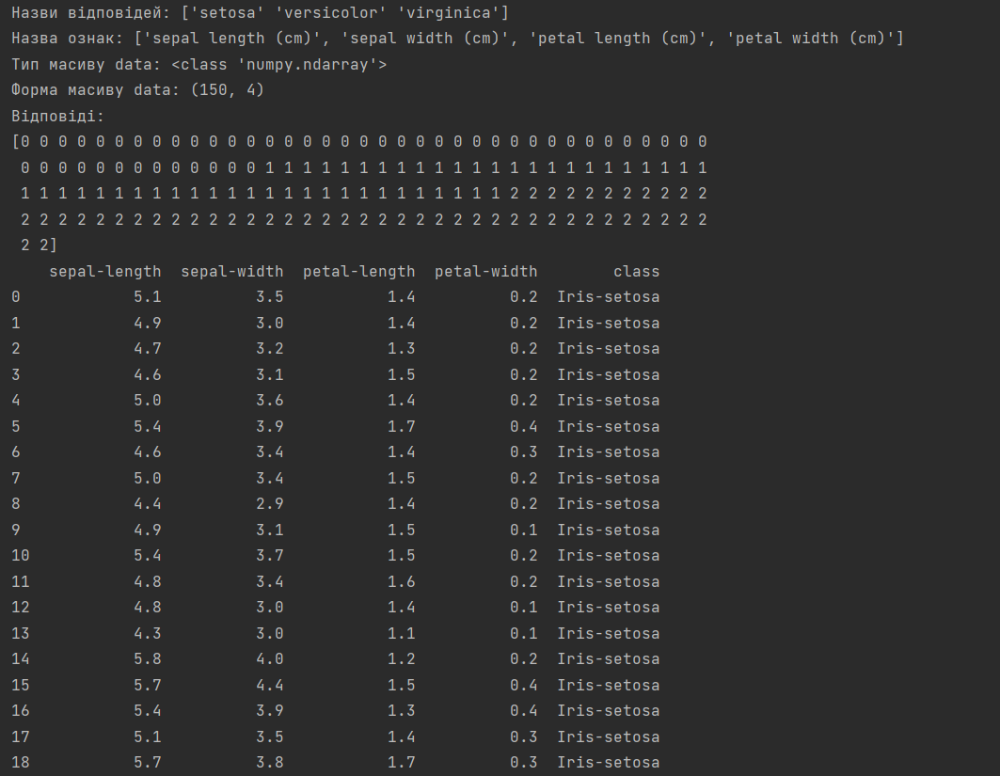 Назви відповідей: ['setosa' 'versicolor' 'virginica']
Назва ознак: ['sepal length (cm)', 'sepal width (cm)', 'petal length (cm)', 'petal width (cm)']
Тип масиву data: <class 'numpy.ndarray'>
Форма масиву data: (150, 4)
Відповіді:
[0 0 0 0 0 0 0 0 0 0 0 0 0 0 0 0 0 0 0 0 0 0 0 0 0 0 0 0 0 0 0 0 0 0 0 0 0
 0 0 0 0 0 0 0 0 0 0 0 0 0 1 1 1 1 1 1 1 1 1 1 1 1 1 1 1 1 1 1 1 1 1 1 1 1
 1 1 1 1 1 1 1 1 1 1 1 1 1 1 1 1 1 1 1 1 1 1 1 1 1 1 2 2 2 2 2 2 2 2 2 2 2
 2 2 2 2 2 2 2 2 2 2 2 2 2 2 2 2 2 2 2 2 2 2 2 2 2 2 2 2 2 2 2 2 2 2 2 2 2
 2 2]
    sepal-length  sepal-width  petal-length  petal-width        class
0            5.1          3.5           1.4          0.2  Iris-setosa
1            4.9          3.0           1.4          0.2  Iris-setosa
2            4.7          3.2           1.3          0.2  Iris-setosa
3            4.6          3.1           1.5          0.2  Iris-setosa
4            5.0          3.6           1.4          0.2  Iris-setosa
5            5.4          3.9           1.7          0.4  Iris-setosa
6            4.6          3.4           1.4          0.3  Iris-setosa
7            5.0          3.4           1.5          0.2  Iris-setosa
8            4.4          2.9           1.4          0.2  Iris-setosa
9            4.9          3.1           1.5          0.1  Iris-setosa
10           5.4          3.7           1.5          0.2  Iris-setosa
11           4.8          3.4           1.6          0.2  Iris-setosa
12           4.8          3.0           1.4          0.1  Iris-setosa
13           4.3          3.0           1.1          0.1  Iris-setosa
14           5.8          4.0           1.2          0.2  Iris-setosa
15           5.7          4.4           1.5          0.4  Iris-setosa
16           5.4          3.9           1.3          0.4  Iris-setosa
17           5.1          3.5           1.4          0.3  Iris-setosa
18           5.7          3.8           1.7          0.3  Iris-setosa